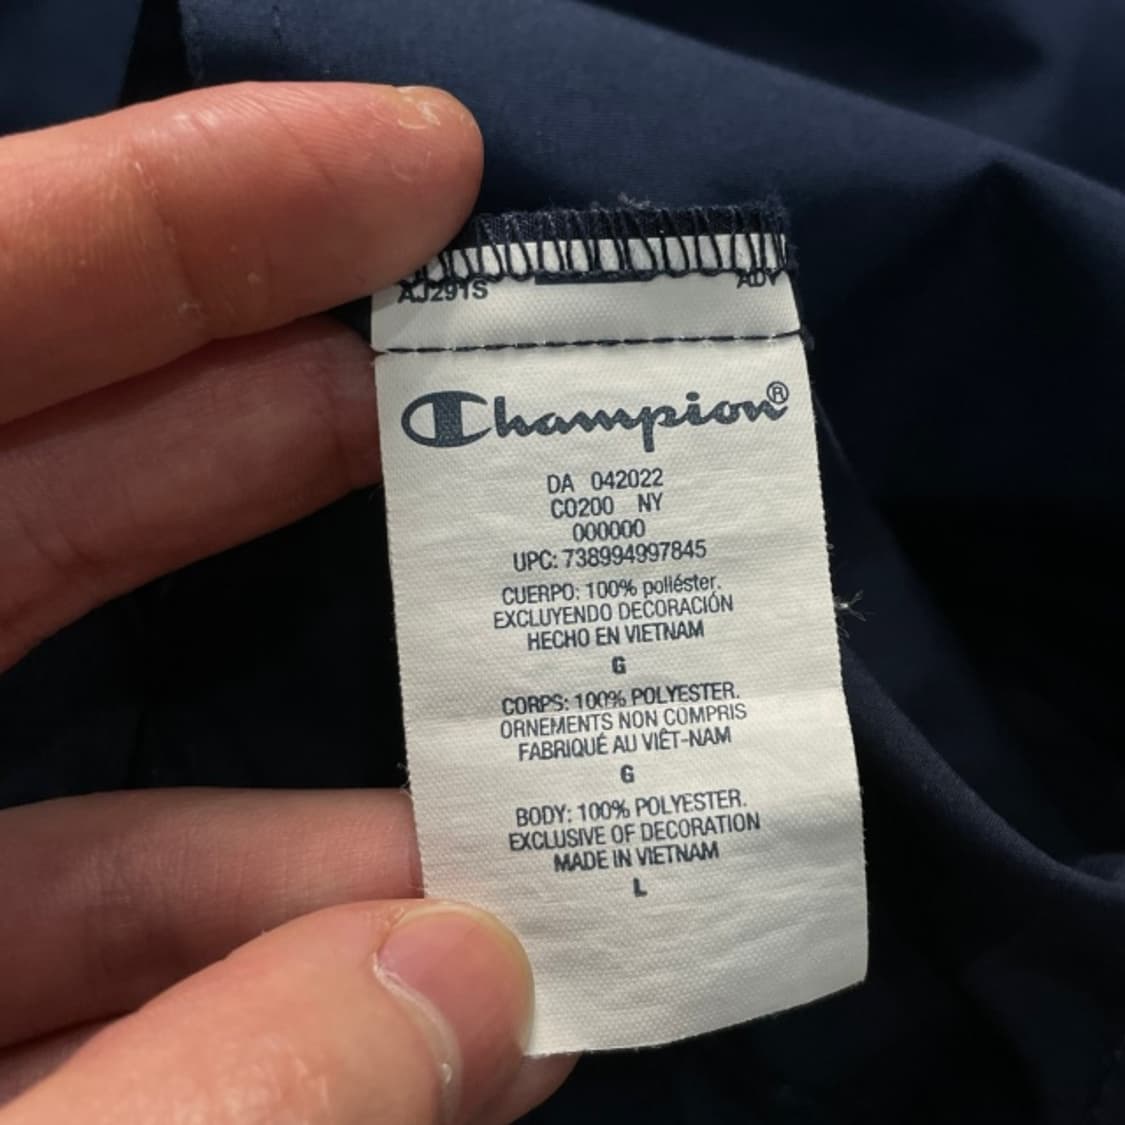 AJ291S ADV
Champion®
DA 042022
CO200 NY
000000
UPC: 738994997845
CUERPO: 100% poliéster.
EXCLUYENDO DECORACIÓN
HECHO EN VIETNAM
G
CORPS: 100% POLYESTER.
ORNEMENTS NON COMPRIS
FABRIQUÉ AU VIÊT-NAM
G
BODY: 100% POLYESTER.
EXCLUSIVE OF DECORATION
MADE IN VIETNAM
L